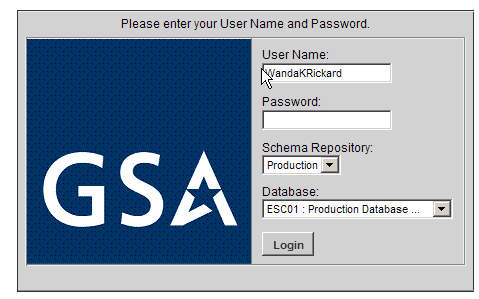 Please enter your User Name and Password.
GSA
User Name:
WandaKRickard
Password:
Schema Repository:
Production
Database:
ESC01 : Production Database ...
Login